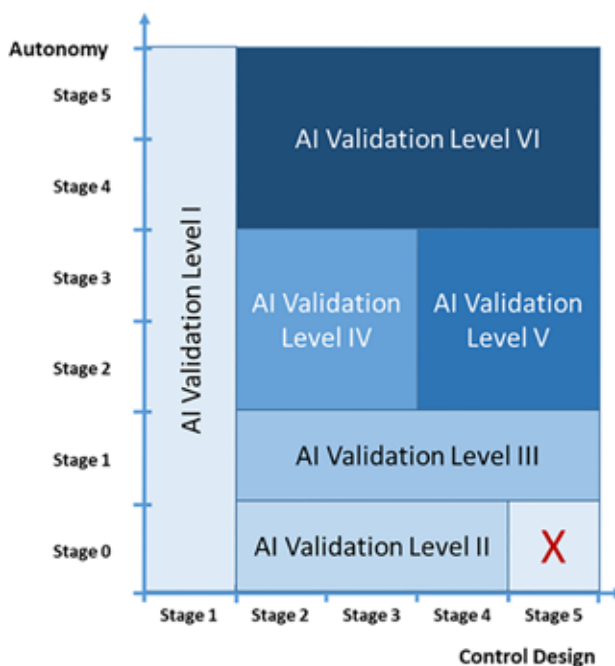 Autonomy
Stage 5
Stage 4
Stage 3
Stage 2
Stage 1
Stage 0
AI Validation Level I
AI Validation Level VI
AI Validation
Level IV
AI Validation
Level V
AI Validation Level III
AI Validation Level II
X
Stage 1
Stage 2
Stage 3
Stage 4
Stage 5
Control Design